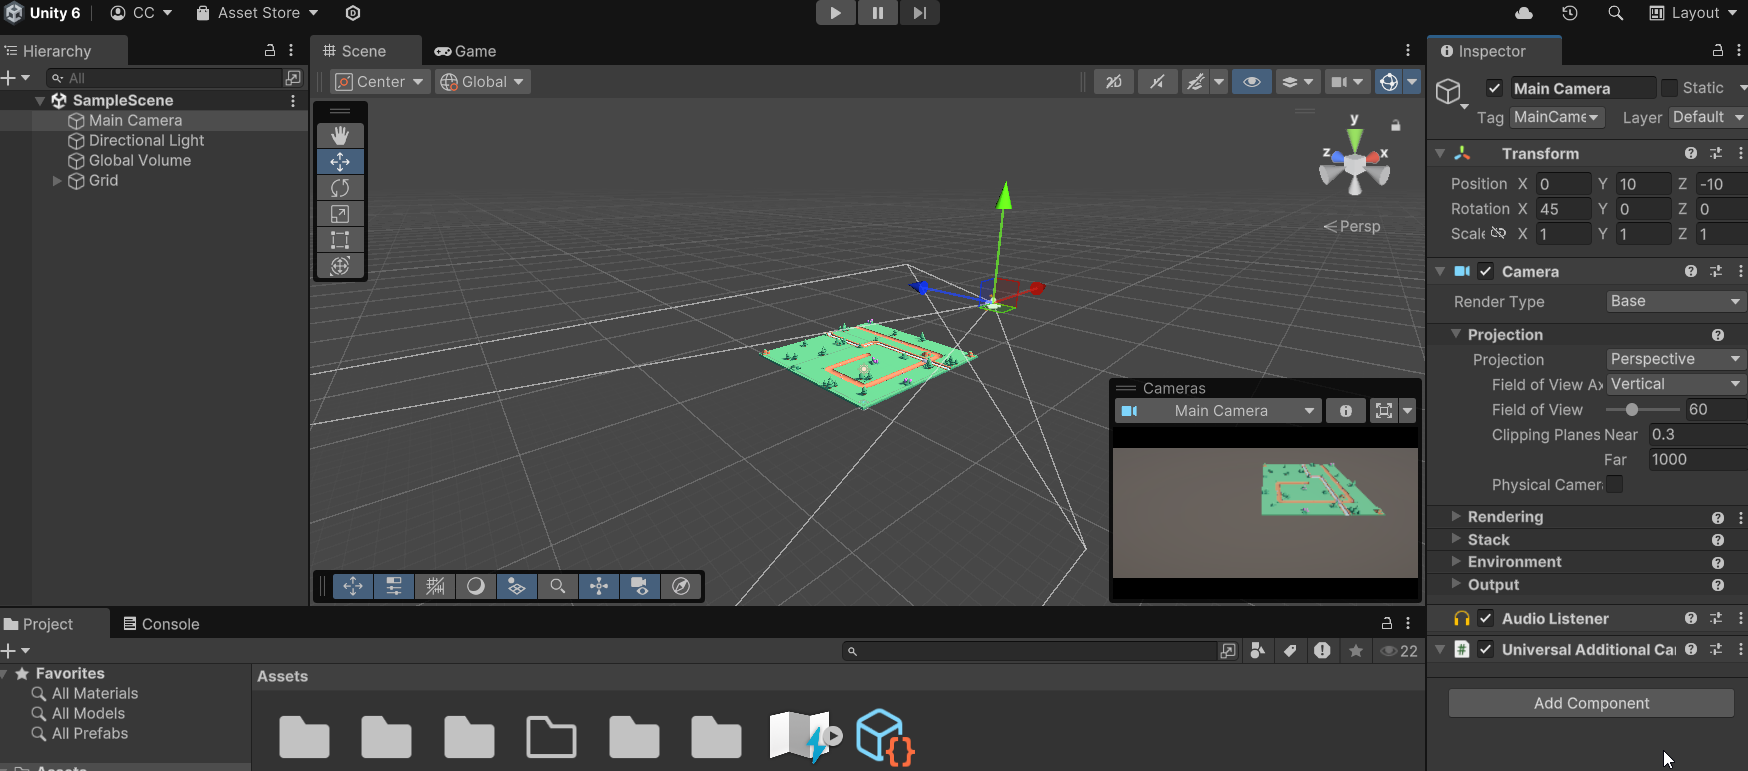 Unity 6 CC Asset Store Layout
Hierarchy
All
SampleScene
Main Camera
Directional Light
Global Volume
Grid
Scene Game
Center Global 2D
y
z x
Persp
Cameras
Main Camera
Inspector
Main Camera Static
Tag MainCame Layer Default
Transform
Position X 0 Y 10 Z -10
Rotation X 45 Y 0 Z 0
Scale X 1 Y 1 Z 1
Camera
Render Type Base
Projection
Projection Perspective
Field of View Ax Vertical
Field of View 60
Clipping Planes Near 0.3
Far 1000
Physical Camera
Rendering
Stack
Environment
Output
Audio Listener
# Universal Additional Ca
Add Component
Project Console
22
Favorites
All Materials
All Models
All Prefabs
Assets
Assets